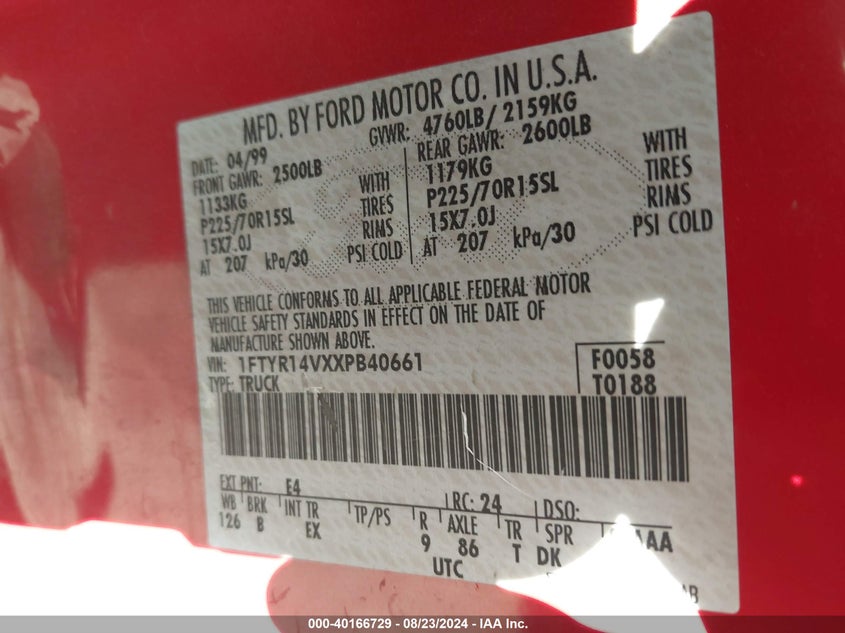 MFD. BY FORD MOTOR CO. IN U.S.A.
DATE: 04/99 GVWR: 4760LB/ 2159KG
FRONT GAWR: 2500LB REAR GAWR: 2600LB
1133KG WITH 1179KG WITH
P225/70R15SL TIRES P225/70R15SL TIRES
15X7.0J RIMS 15X7.0J RIMS
AT 207 kPa/30 PSI COLD AT 207 kPa/30 PSI COLD
THIS VEHICLE CONFORMS TO ALL APPLICABLE FEDERAL MOTOR
VEHICLE SAFETY STANDARDS IN EFFECT ON THE DATE OF
MANUFACTURE SHOWN ABOVE.
VIN: 1FTYR14VXXPB40661 F0058
TYPE: TRUCK T0188
EXT PNT: E4 RC: 24 DSO:
WB BRK INT TR TP/PS R AXLE TR SPR
126 B EX 9 86 T DK AA
UTC
000-40166729 - 08/23/2024 - IAA Inc.